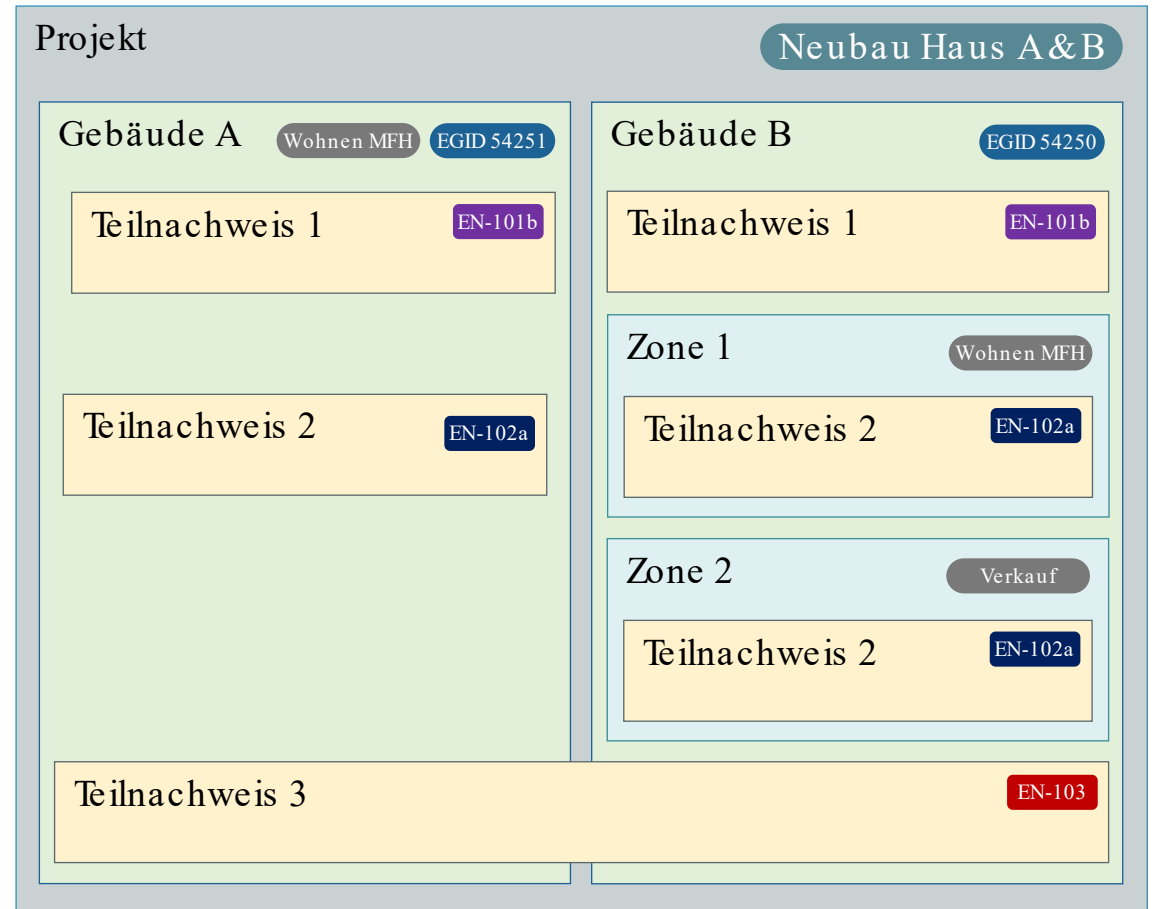 Projekt
Neubau Haus A&B
Gebäude A
Wohnen MFH
EGID 54251
Teilnachweis 1
EN-101b
Teilnachweis 2
EN-102a
Gebäude B
EGID 54250
Teilnachweis 1
EN-101b
Zone 1
Wohnen MFH
Teilnachweis 2
EN-102a
Zone 2
Verkauf
Teilnachweis 2
EN-102a
Teilnachweis 3
EN-103